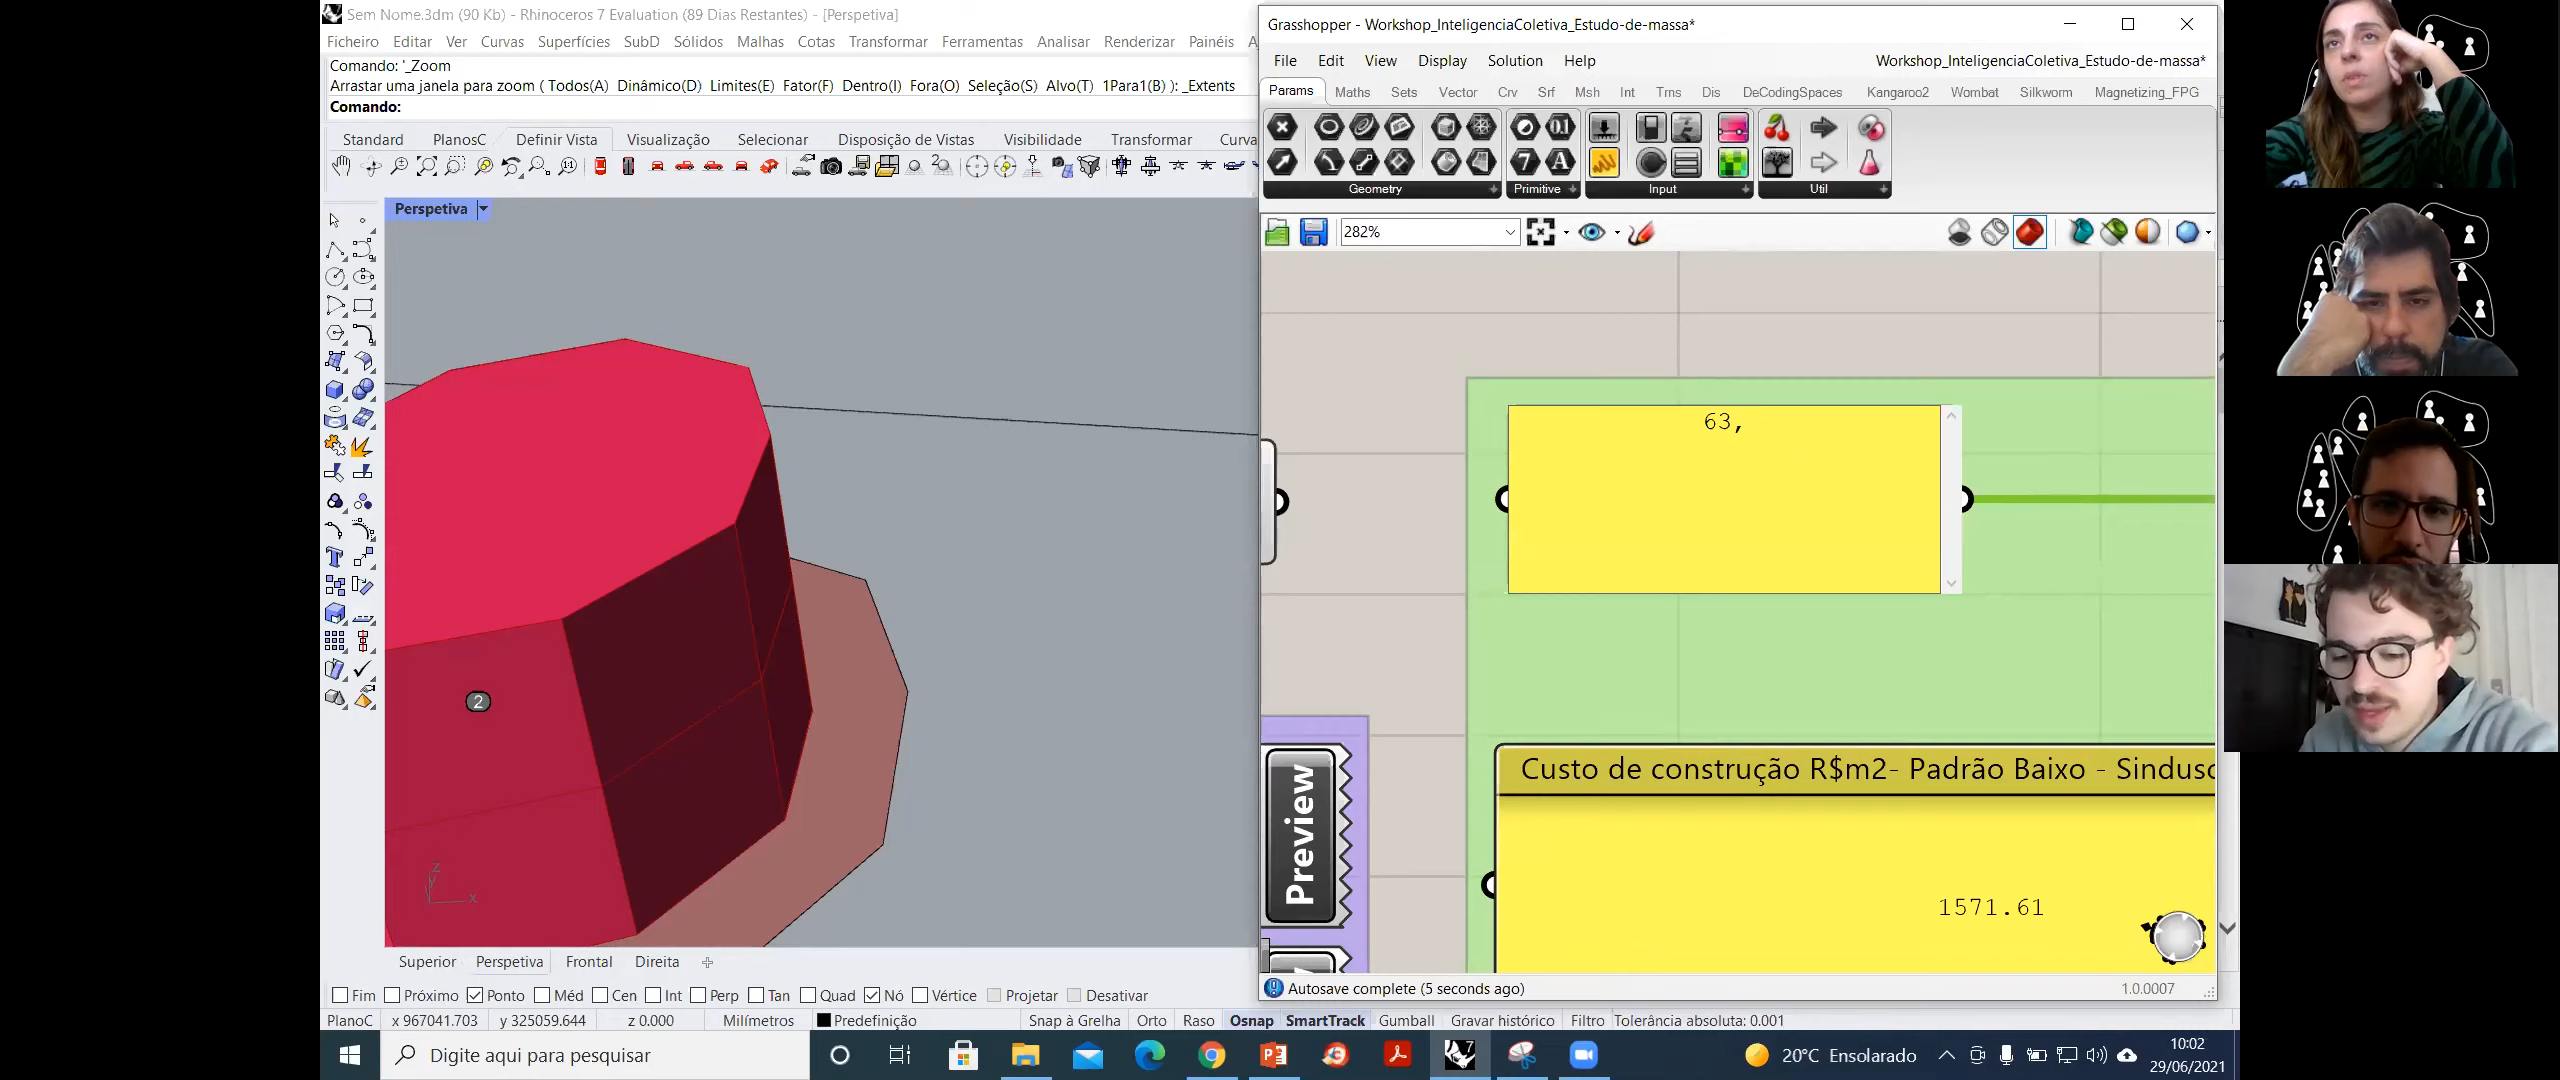 Sem Nome.3dm (90 Kb) - Rhinoceros 7 Evaluation (89 Dias Restantes) - [Perspetiva]
Ficheiro Editar Ver Curvas Superfícies SubD Sólidos Malhas Cotas Transformar Ferramentas Analisar Renderizar Painéis
Comando: '_Zoom
Arrastar uma janela para zoom ( Todos(A) Dinâmico(D) Limites(E) Fator(F) Dentro(I) Fora(O) Seleção(S) Alvo(T) 1Para1(B) ): _Extents
Comando:
Standard PlanosC Definir Vista Visualização Selecionar Disposição de Vistas Visibilidade Transformar Curva
Perspetiva
2
z
y
x
Superior Perspetiva Frontal Direita
Fim Próximo Ponto Méd Cen Int Perp Tan Quad Nó Vértice Projetar Desativar
PlanoC x 967041.703 y 325059.644 z 0.000 Milímetros Predefinição Snap à Grelha Orto Raso Osnap SmartTrack Gumball Gravar histórico Filtro Tolerância absoluta: 0.001
Grasshopper - Workshop_InteligenciaColetiva_Estudo-de-massa*
File Edit View Display Solution Help Workshop_InteligenciaColetiva_Estudo-de-massa*
Params Maths Sets Vector Crv Srf Msh Int Trns Dis DeCodingSpaces Kangaroo2 Wombat Silkworm Magnetizing_FPG
Geometry Primitive Input Util
282%
63,
Preview
Custo de construção R$m2- Padrão Baixo - Sindusc
1571.61
Autosave complete (5 seconds ago) 1.0.0007
Digite aqui para pesquisar
20°C Ensolarado
10:02
29/06/2021